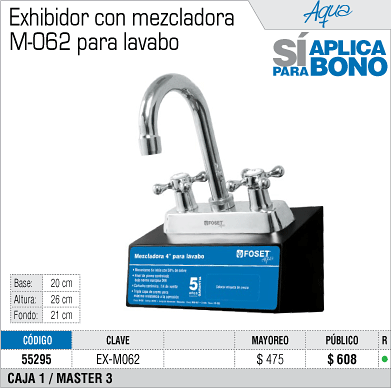 Exhibidor con mezcladora
M-062 para lavabo
Aqua
SÍ APLICA
PARA BONO
FOSET
Mezcladora 4" para lavabo
FOSET
5
Base: 20 cm
Altura: 26 cm
Fondo: 21 cm
CÓDIGO CLAVE MAYOREO PÚBLICO R
55295 EX-M062 $ 475 $ 608
CAJA 1 / MASTER 3